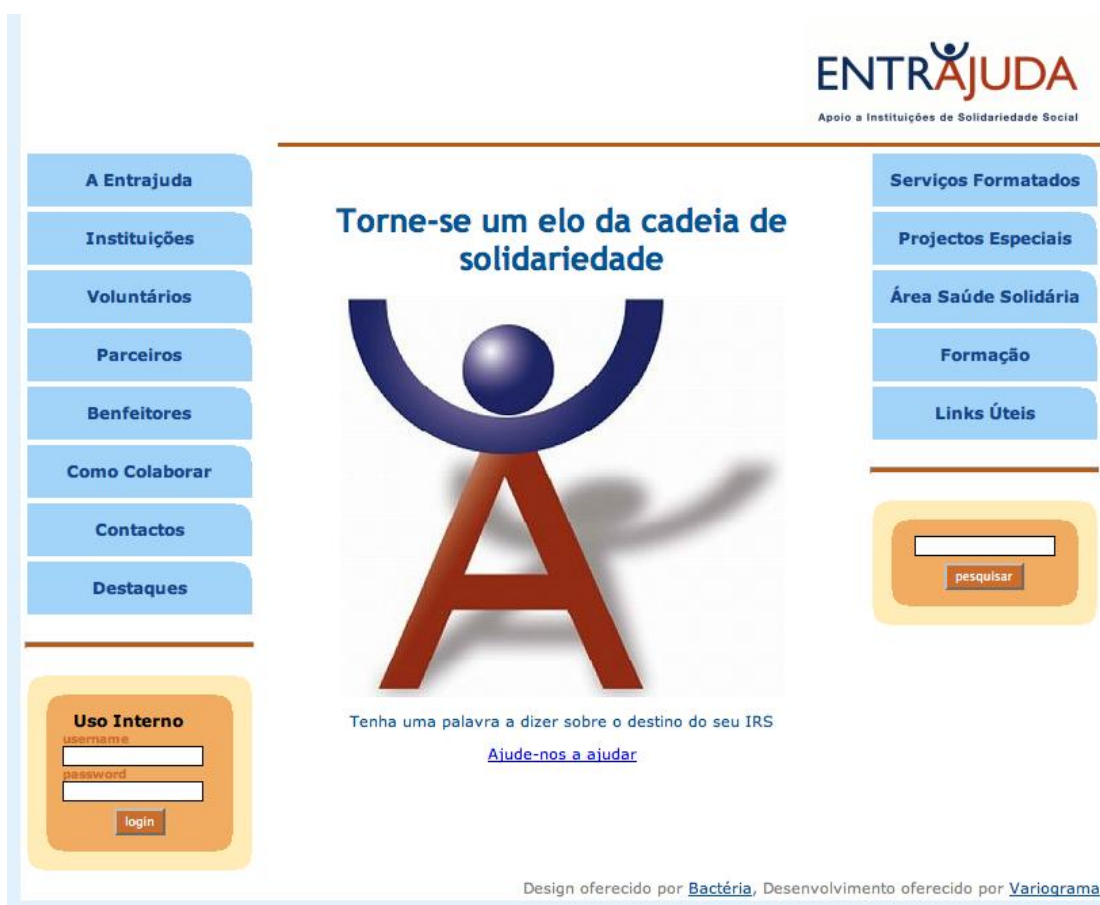 ENTRAJUDA
Apoio a Instituições de Solidariedade Social
A Entrajuda
Instituições
Voluntários
Parceiros
Benfeitores
Como Colaborar
Contactos
Destaques
Uso Interno
username
password
login
Torne-se um elo da cadeia de
solidariedade
Tenha uma palavra a dizer sobre o destino do seu IRS
Ajude-nos a ajudar
Serviços Formatados
Projectos Especiais
Área Saúde Solidária
Formação
Links Úteis
pesquisar
Design oferecido por Bactéria, Desenvolvimento oferecido por Variograma